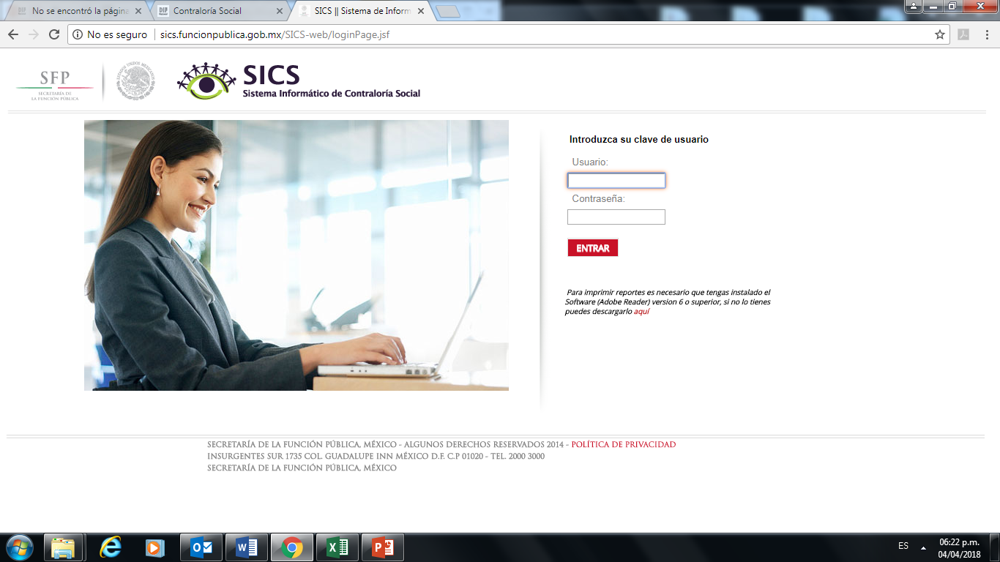 No se encontró la página
Contraloría Social
SICS || Sistema de Inform
No es seguro
sics.funcionpublica.gob.mx/SICS-web/loginPage.jsf
SFP
SECRETARÍA DE
LA FUNCIÓN PÚBLICA
ESTADOS UNIDOS MEXICANOS
SICS
Sistema Informático de Contraloría Social
Introduzca su clave de usuario
Usuario:
Contraseña:
ENTRAR
Para imprimir reportes es necesario que tengas instalado el
Software (Adobe Reader) version 6 o superior, si no lo tienes
puedes descargarlo aquí
SECRETARÍA DE LA FUNCIÓN PÚBLICA, MÉXICO - ALGUNOS DERECHOS RESERVADOS 2014 - POLÍTICA DE PRIVACIDAD
INSURGENTES SUR 1735 COL. GUADALUPE INN MÉXICO D.F. C.P 01020 - TEL. 2000 3000
SECRETARÍA DE LA FUNCIÓN PÚBLICA, MÉXICO
ES
06:22 p.m.
04/04/2018